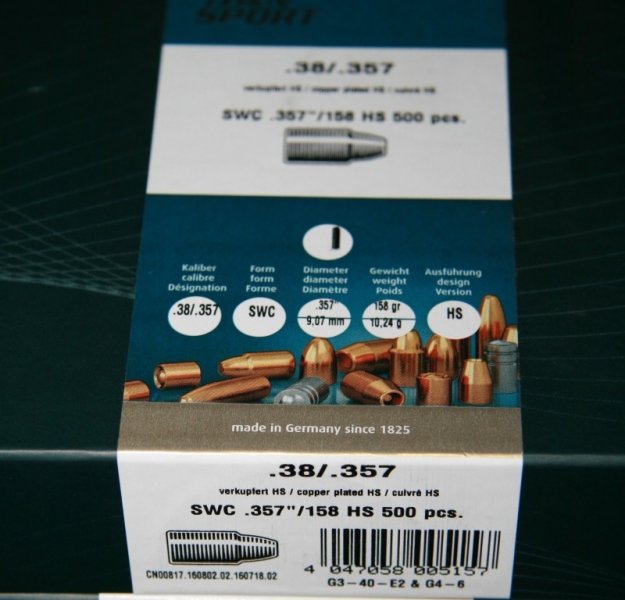 SPORT
.38/.357
verkupfert HS / copper plated HS / cuivré HS
SWC .357"/158 HS 500 pcs.
Kaliber calibre Désignation
Form form Forme
Diameter diameter Diamètre
Gewicht weight Poids
Ausführung design Version
.38/.357
SWC
.357" 9,07 mm
158 gr 10,24 g
HS
made in Germany since 1825
.38/.357
verkupfert HS / copper plated HS / cuivré HS
SWC .357"/158 HS 500 pcs.
CN00817.160802.02.160718.02
4 047058 005157
G3-40-E2 & G4-6